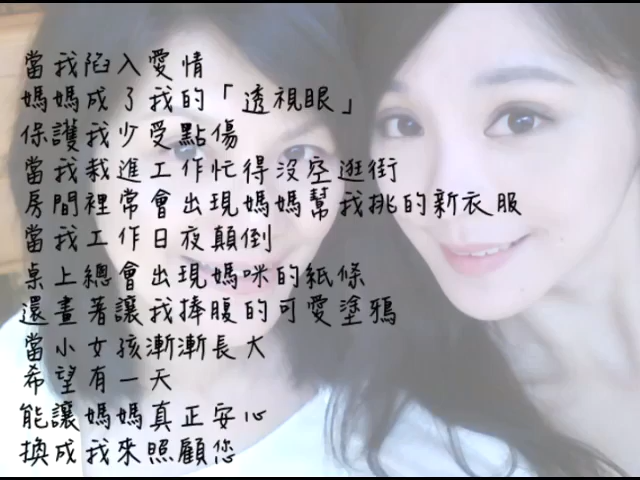 當我陷入愛情
媽媽成了我的「透視眼」
保護我少受點傷
當我栽進工作忙得沒空逛街
房間裡常會出現媽媽幫我挑的新衣服
當我工作日夜顛倒
桌上總會出現媽咪的紙條
還畫著讓我捧腹的可愛塗鴉
當小女孩漸漸長大
希望有一天
能讓媽媽真正安心
換成我來照顧您